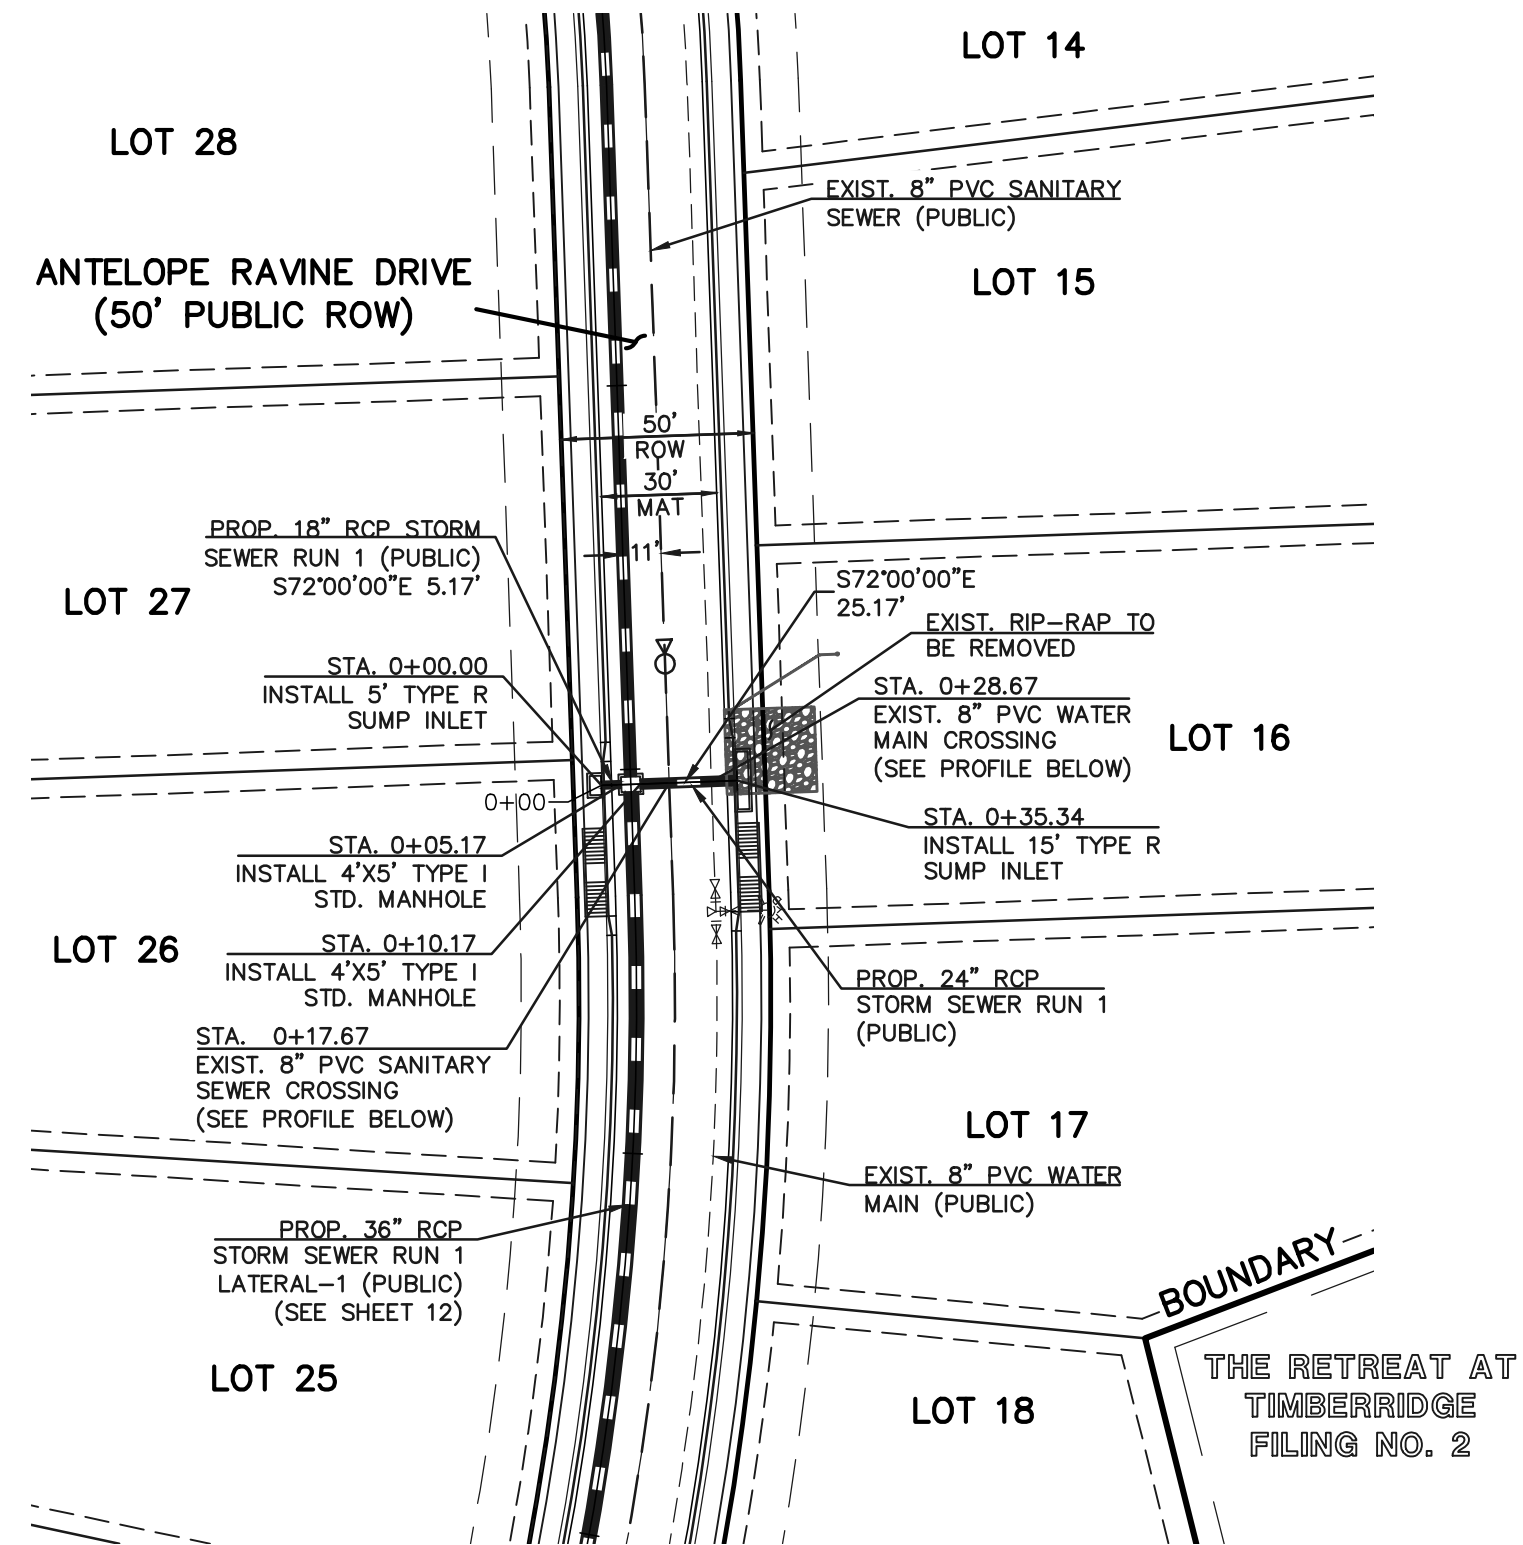 LOT 14
LOT 28
EXIST. 8" PVC SANITARY
SEWER (PUBLIC)
ANTELOPE RAVINE DRIVE
(50' PUBLIC ROW)
LOT 15
50'
ROW
30'
MAT
11'
PROP. 18" RCP STORM
SEWER RUN 1 (PUBLIC)
S72°00'00"E 5.17'
LOT 27
S72°00'00"E
25.17'
EXIST. RIP-RAP TO
BE REMOVED
STA. 0+00.00
INSTALL 5' TYPE R
SUMP INLET
STA. 0+28.67
EXIST. 8" PVC WATER
MAIN CROSSING
(SEE PROFILE BELOW)
LOT 16
0+00
STA. 0+35.34
INSTALL 15' TYPE R
SUMP INLET
STA. 0+05.17
INSTALL 4'X5' TYPE I
STD. MANHOLE
LOT 26
STA. 0+10.17
INSTALL 4'X5' TYPE I
STD. MANHOLE
PROP. 24" RCP
STORM SEWER RUN 1
(PUBLIC)
STA. 0+17.67
EXIST. 8" PVC SANITARY
SEWER CROSSING
(SEE PROFILE BELOW)
LOT 17
EXIST. 8" PVC WATER
MAIN (PUBLIC)
PROP. 36" RCP
STORM SEWER RUN 1
LATERAL-1 (PUBLIC)
(SEE SHEET 12)
BOUNDARY
LOT 25
LOT 18
THE RETREAT AT
TIMBERRIDGE
FILING NO. 2